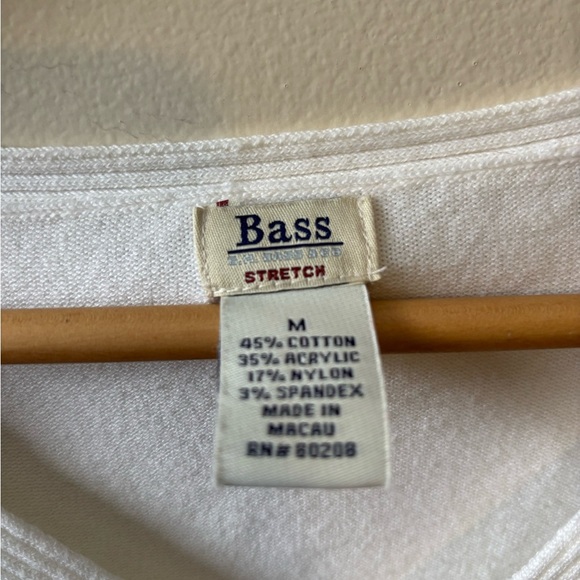 Bass
STRETCH
M
45% COTTON
35% ACRYLIC
17% NYLON
3% SPANDEX
MADE IN
MACAU
RN# 80208